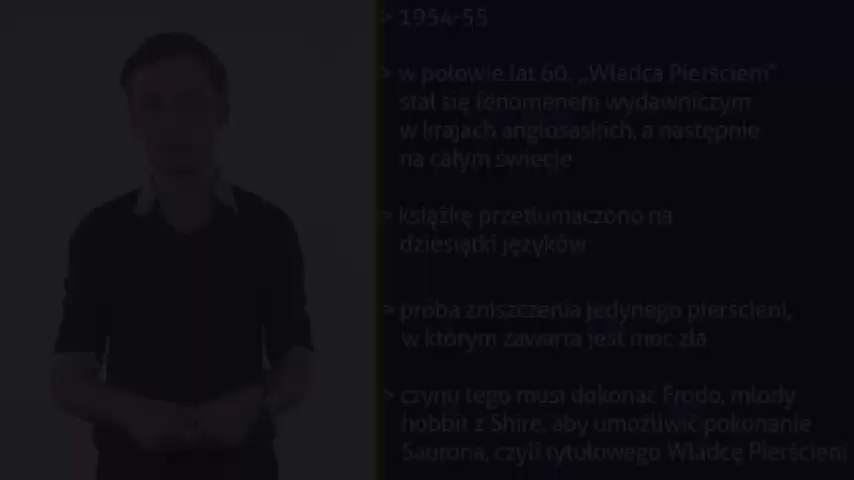 > 1954-55
> w połowie lat 60. „Władca Pierścieni”
stał się fenomenem wydawniczym
w krajach anglosaskich, a następnie
na całym świecie
> książkę przetłumaczono na
dziesiątki języków
> próba zniszczenia jedynego pierścieni,
w którym zawarta jest moc zła
> czynu tego musi dokonać Frodo, młody
hobbit z Shire, aby umożliwić pokonanie
Saurona, czyli tytułowego Władcę Pierścieni